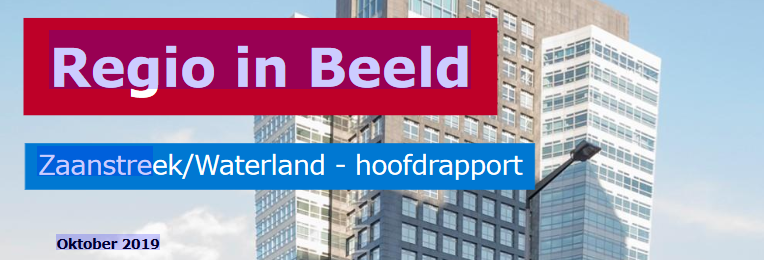 Regio in Beeld
Zaanstreek/Waterland - hoofdrapport
Oktober 2019